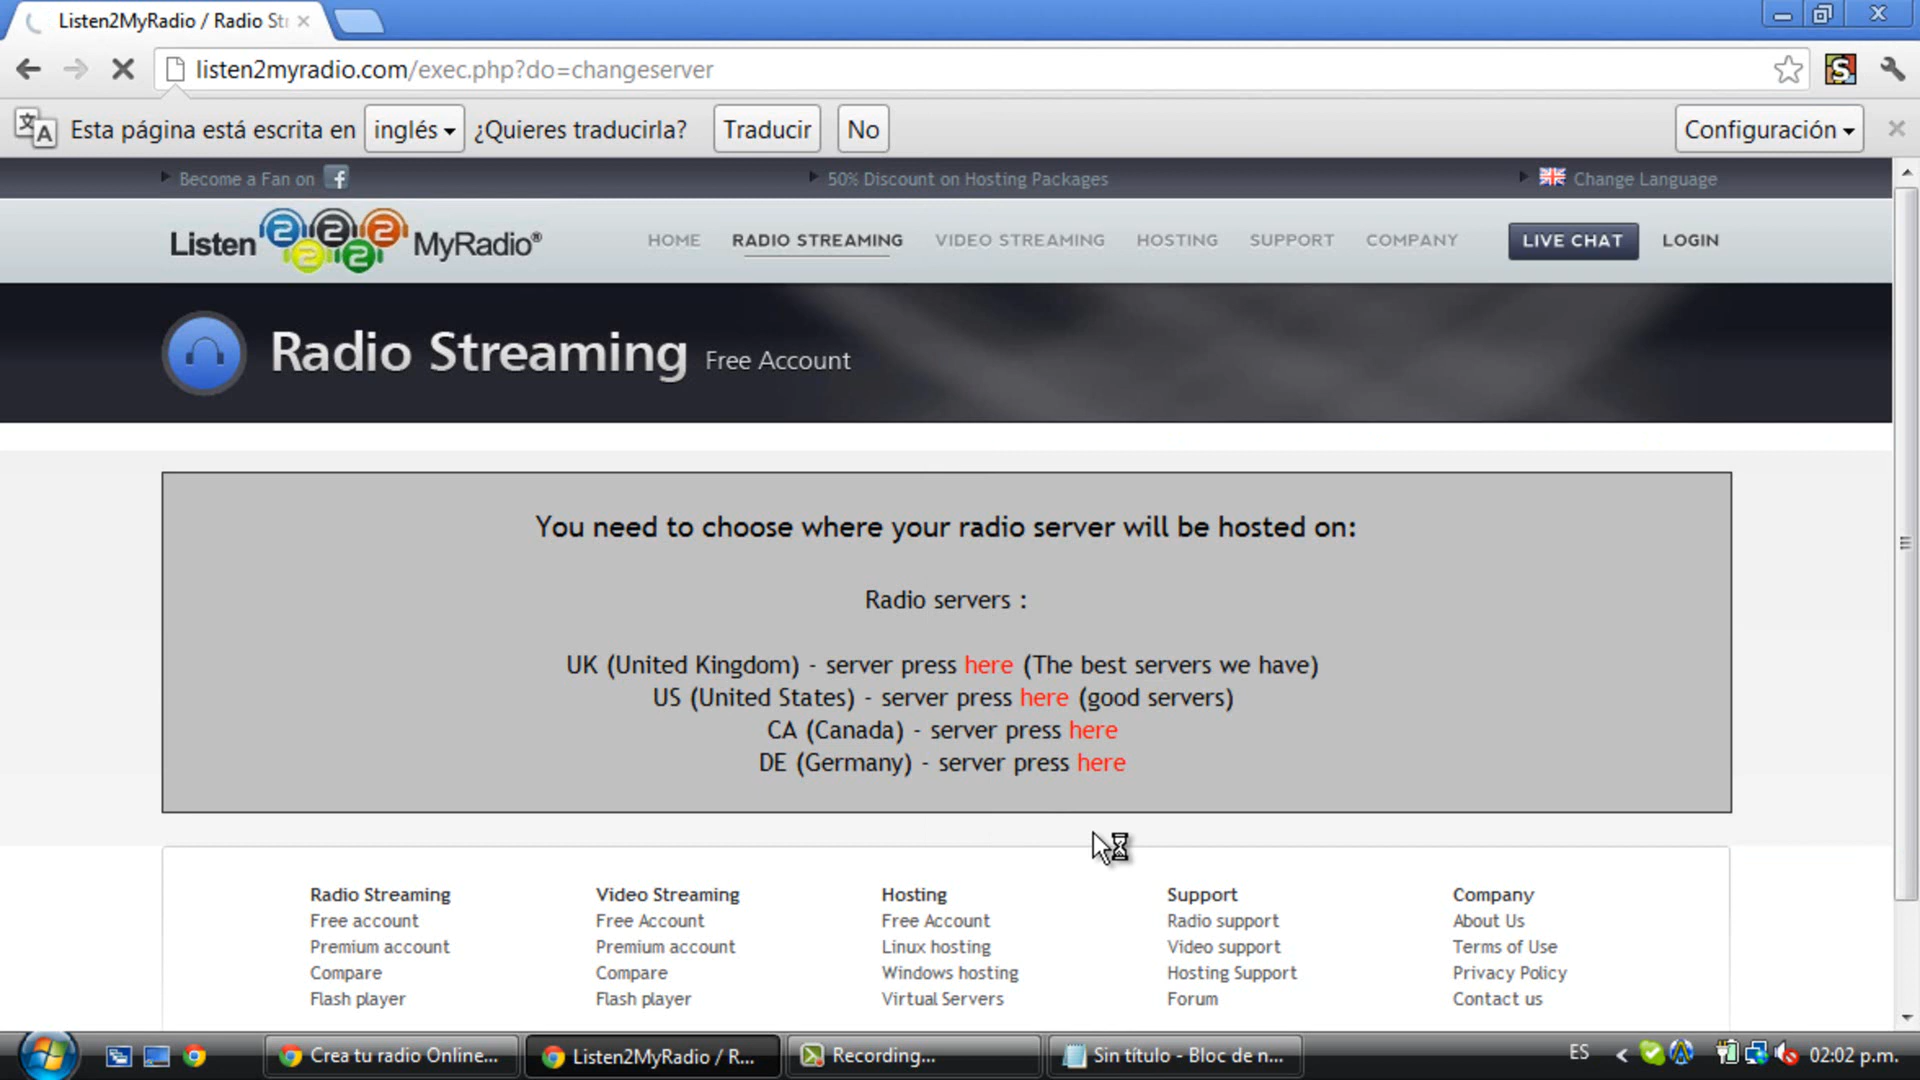 Listen2MyRadio / Radio Str
listen2myradio.com/exec.php?do=changeserver
S
Esta página está escrita en inglés ¿Quieres traducirla? Traducir No Configuración
Become a Fan on f 50% Discount on Hosting Packages Change Language
Listen 2 2 2 2 2 MyRadio® HOME RADIO STREAMING VIDEO STREAMING HOSTING SUPPORT COMPANY LIVE CHAT LOGIN
Radio Streaming Free Account
You need to choose where your radio server will be hosted on:
Radio servers :
UK (United Kingdom) - server press here (The best servers we have)
US (United States) - server press here (good servers)
CA (Canada) - server press here
DE (Germany) - server press here
Radio Streaming Video Streaming Hosting Support Company
Free account Free Account Free Account Radio support About Us
Premium account Premium account Linux hosting Video support Terms of Use
Compare Compare Windows hosting Hosting Support Privacy Policy
Flash player Flash player Virtual Servers Forum Contact us
Crea tu radio Online... Listen2MyRadio / R... Recording... Sin título - Bloc de n... ES 02:02 p.m.